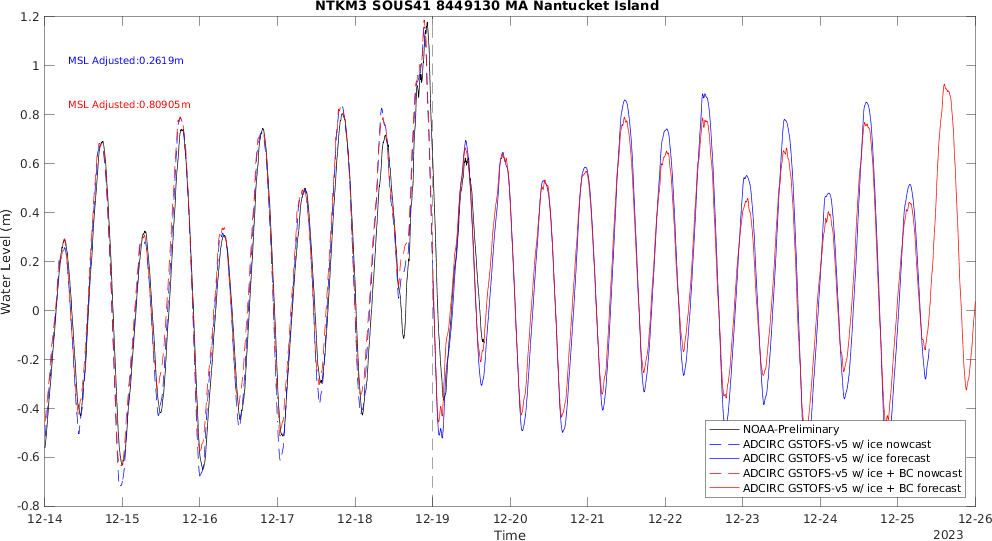 NTKM3 SOUS41 8449130 MA Nantucket Island
1.2
1
0.8
0.6
0.4
0.2
0
-0.2
-0.4
-0.6
-0.8
Water Level (m)
MSL Adjusted:0.2619m
MSL Adjusted:0.80905m
NOAA-Preliminary
ADCIRC GSTOFS-v5 w/ ice nowcast
ADCIRC GSTOFS-v5 w/ ice forecast
ADCIRC GSTOFS-v5 w/ ice + BC nowcast
ADCIRC GSTOFS-v5 w/ ice + BC forecast
12-14 12-15 12-16 12-17 12-18 12-19 12-20 12-21 12-22 12-23 12-24 12-25 12-26
Time
2023